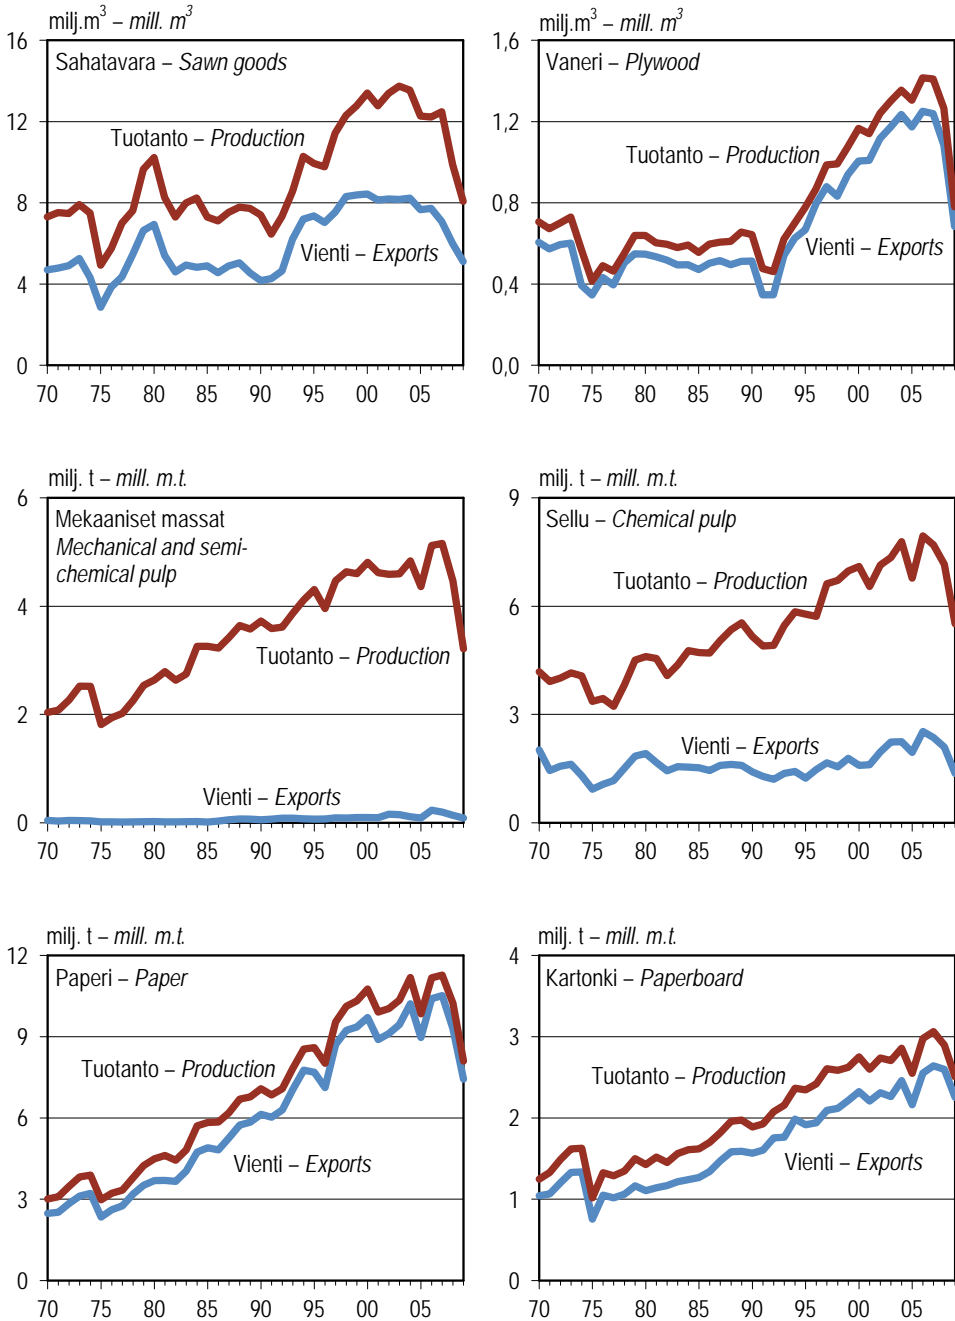 milj.m³ – mill. m³
16
Sahatavara – Sawn goods
12
Tuotanto – Production
8
Vienti – Exports
4
0
70 75 80 85 90 95 00 05
milj.m³ – mill. m³
1,6
Vaneri – Plywood
1,2
Tuotanto – Production
0,8
Vienti – Exports
0,4
0,0
70 75 80 85 90 95 00 05
milj. t – mill. m.t.
6
Mekaaniset massat
Mechanical and semi-
chemical pulp
4
Tuotanto – Production
2
Vienti – Exports
0
70 75 80 85 90 95 00 05
milj. t – mill. m.t.
9
Sellu – Chemical pulp
Tuotanto – Production
6
3
Vienti – Exports
0
70 75 80 85 90 95 00 05
milj. t – mill. m.t.
12
Paperi – Paper
9
Tuotanto – Production
6
Vienti – Exports
3
0
70 75 80 85 90 95 00 05
milj. t – mill. m.t.
4
Kartonki – Paperboard
3
Tuotanto – Production
2
Vienti – Exports
1
0
70 75 80 85 90 95 00 05